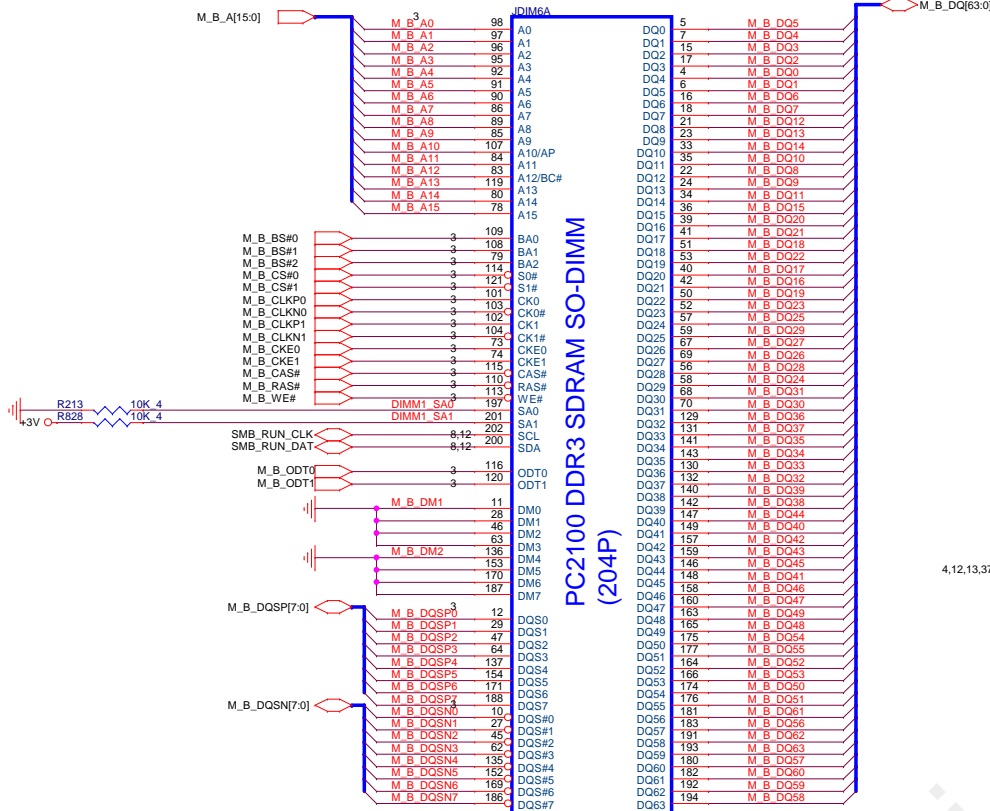 M_B_A[15:0]
3
JDIM6A
M_B_DQ[63:0]
M_B_A0 98 A0
M_B_A1 97 A1
M_B_A2 96 A2
M_B_A3 95 A3
M_B_A4 92 A4
M_B_A5 91 A5
M_B_A6 90 A6
M_B_A7 86 A7
M_B_A8 89 A8
M_B_A9 85 A9
M_B_A10 107 A10/AP
M_B_A11 84 A11
M_B_A12 83 A12/BC#
M_B_A13 119 A13
M_B_A14 80 A14
M_B_A15 78 A15
M_B_BS#0 3 109 BA0
M_B_BS#1 3 108 BA1
M_B_BS#2 3 79 BA2
M_B_CS#0 3 114 S0#
M_B_CS#1 3 121 S1#
M_B_CLKP0 3 101 CK0
M_B_CLKN0 3 103 CK0#
M_B_CLKP1 3 102 CK1
M_B_CLKN1 3 104 CK1#
M_B_CKE0 3 73 CKE0
M_B_CKE1 3 74 CKE1
M_B_CAS# 3 115 CAS#
M_B_RAS# 3 110 RAS#
M_B_WE# 3 113 WE#
R213 10K_4 DIMM1_SA0 197 SA0
+3V R828 10K_4 DIMM1_SA1 201 SA1
SMB_RUN_CLK 8,12 202 SCL
SMB_RUN_DAT 8,12 200 SDA
M_B_ODT0 3 116 ODT0
M_B_ODT1 3 120 ODT1
M_B_DM1 11 DM0
28 DM1
46 DM2
63 DM3
M_B_DM2 136 DM4
153 DM5
170 DM6
187 DM7
M_B_DQSP[7:0] 3
M_B_DQSP0 12 DQS0
M_B_DQSP1 29 DQS1
M_B_DQSP2 47 DQS2
M_B_DQSP3 64 DQS3
M_B_DQSP4 137 DQS4
M_B_DQSP5 154 DQS5
M_B_DQSP6 171 DQS6
M_B_DQSP7 188 DQS7
M_B_DQSN[7:0] 3
M_B_DQSN0 10 DQS#0
M_B_DQSN1 27 DQS#1
M_B_DQSN2 45 DQS#2
M_B_DQSN3 62 DQS#3
M_B_DQSN4 135 DQS#4
M_B_DQSN5 152 DQS#5
M_B_DQSN6 169 DQS#6
M_B_DQSN7 186 DQS#7
PC2100 DDR3 SDRAM SO-DIMM
(204P)
DQ0 5 M_B_DQ5
DQ1 7 M_B_DQ4
DQ2 15 M_B_DQ3
DQ3 17 M_B_DQ2
DQ4 4 M_B_DQ0
DQ5 6 M_B_DQ1
DQ6 16 M_B_DQ6
DQ7 18 M_B_DQ7
DQ8 21 M_B_DQ12
DQ9 23 M_B_DQ13
DQ10 33 M_B_DQ14
DQ11 35 M_B_DQ10
DQ12 22 M_B_DQ8
DQ13 24 M_B_DQ9
DQ14 34 M_B_DQ11
DQ15 36 M_B_DQ15
DQ16 39 M_B_DQ20
DQ17 41 M_B_DQ21
DQ18 51 M_B_DQ18
DQ19 53 M_B_DQ22
DQ20 40 M_B_DQ17
DQ21 42 M_B_DQ16
DQ22 50 M_B_DQ19
DQ23 52 M_B_DQ23
DQ24 57 M_B_DQ25
DQ25 59 M_B_DQ29
DQ26 67 M_B_DQ27
DQ27 69 M_B_DQ26
DQ28 56 M_B_DQ28
DQ29 58 M_B_DQ24
DQ30 68 M_B_DQ31
DQ31 70 M_B_DQ30
DQ32 129 M_B_DQ36
DQ33 131 M_B_DQ37
DQ34 141 M_B_DQ35
DQ35 143 M_B_DQ34
DQ36 130 M_B_DQ33
DQ37 132 M_B_DQ32
DQ38 140 M_B_DQ39
DQ39 142 M_B_DQ38
DQ40 147 M_B_DQ44
DQ41 149 M_B_DQ40
DQ42 157 M_B_DQ42
DQ43 159 M_B_DQ43
DQ44 146 M_B_DQ45
DQ45 148 M_B_DQ41
DQ46 158 M_B_DQ46
DQ47 160 M_B_DQ47
DQ48 163 M_B_DQ49
DQ49 165 M_B_DQ48
DQ50 175 M_B_DQ54
DQ51 177 M_B_DQ55
DQ52 164 M_B_DQ52
DQ53 166 M_B_DQ53
DQ54 174 M_B_DQ50
DQ55 176 M_B_DQ51
DQ56 181 M_B_DQ61
DQ57 183 M_B_DQ56
DQ58 191 M_B_DQ62
DQ59 193 M_B_DQ63
DQ60 180 M_B_DQ57
DQ61 182 M_B_DQ60
DQ62 192 M_B_DQ59
DQ63 194 M_B_DQ58
4,12,13,37